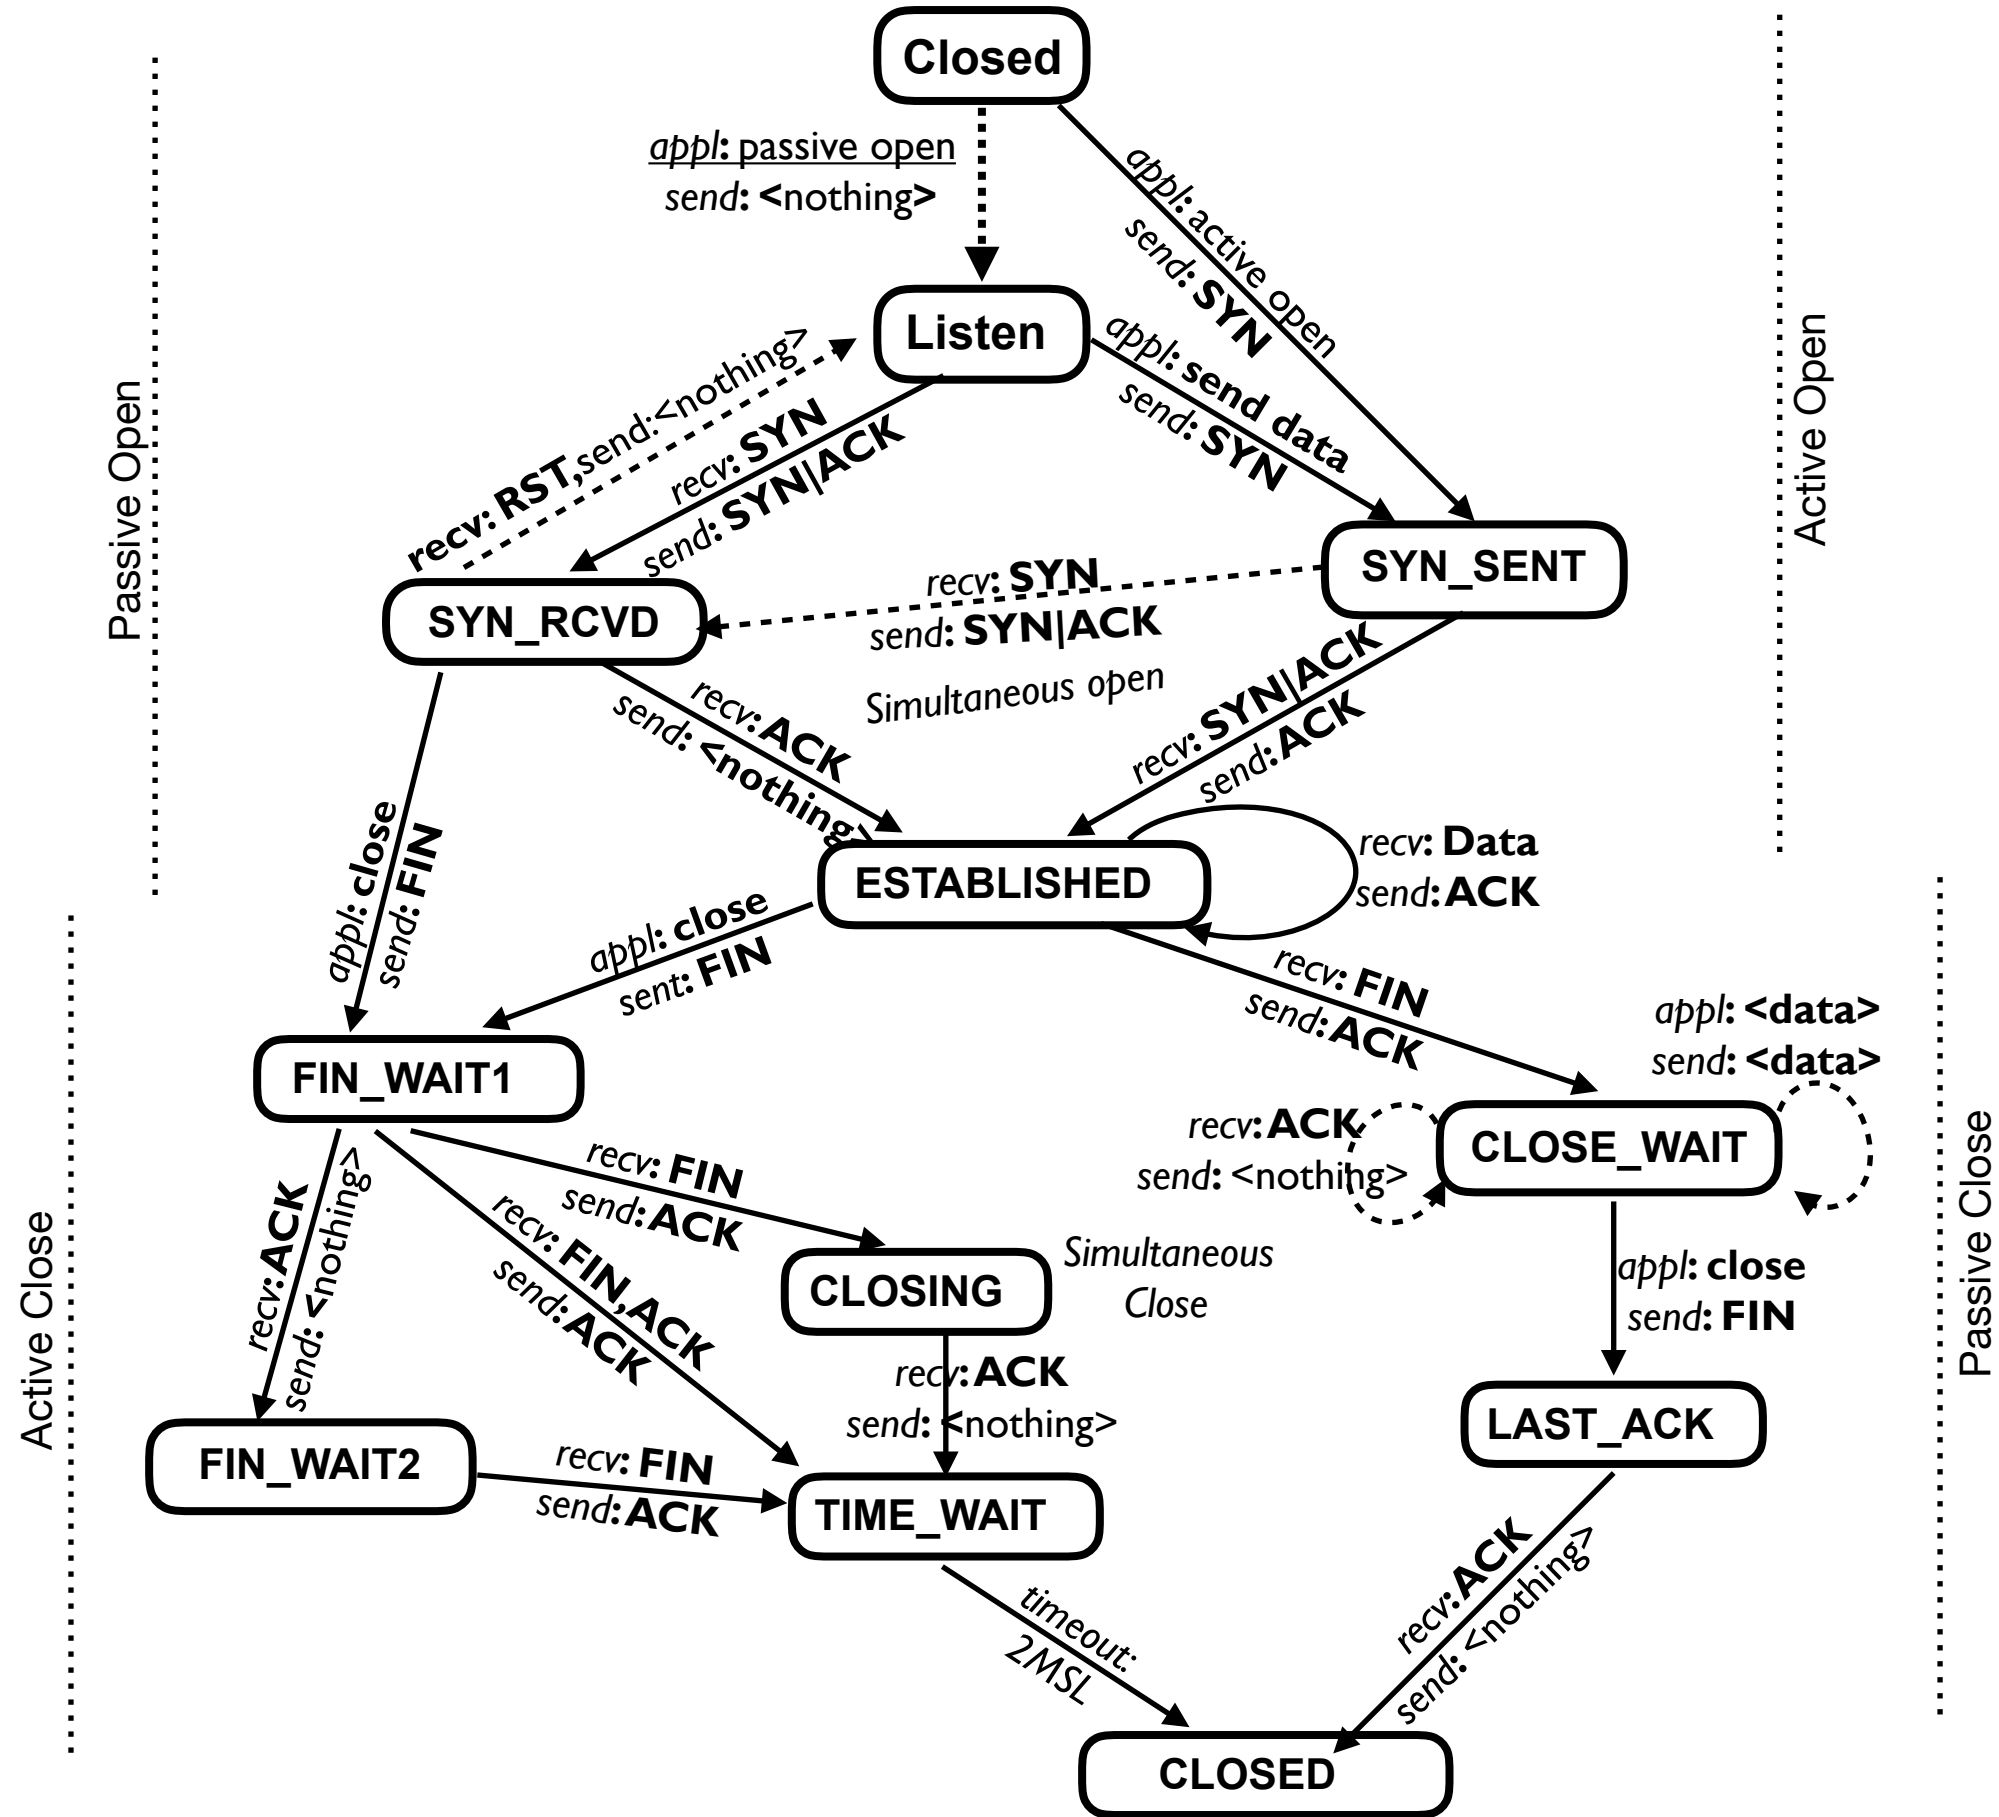 Closed
appl: passive open
send: <nothing>
appl: active open
send: SYN
Listen
appl: send data
send: SYN
recv: RST,send:<nothing>
recv: SYN
send: SYN|ACK
Passive Open
Active Open
SYN_SENT
recv: SYN
send: SYN|ACK
Simultaneous open
SYN_RCVD
recv: ACK
send: <nothing>
recv: SYN|ACK
send: ACK
appl: close
send: FIN
ESTABLISHED
recv: Data
send: ACK
appl: close
sent: FIN
recv: FIN
send: ACK
appl: <data>
send: <data>
FIN_WAIT1
recv: ACK
send: <nothing>
CLOSE_WAIT
recv: FIN
send: ACK
recv: ACK
send: <nothing>
recv: FIN,ACK
send: ACK
Active Close
Passive Close
CLOSING
Simultaneous
Close
appl: close
send: FIN
recv: ACK
send: <nothing>
LAST_ACK
FIN_WAIT2
recv: FIN
send: ACK
TIME_WAIT
timeout:
2MSL
recv: ACK
send: <nothing>
CLOSED